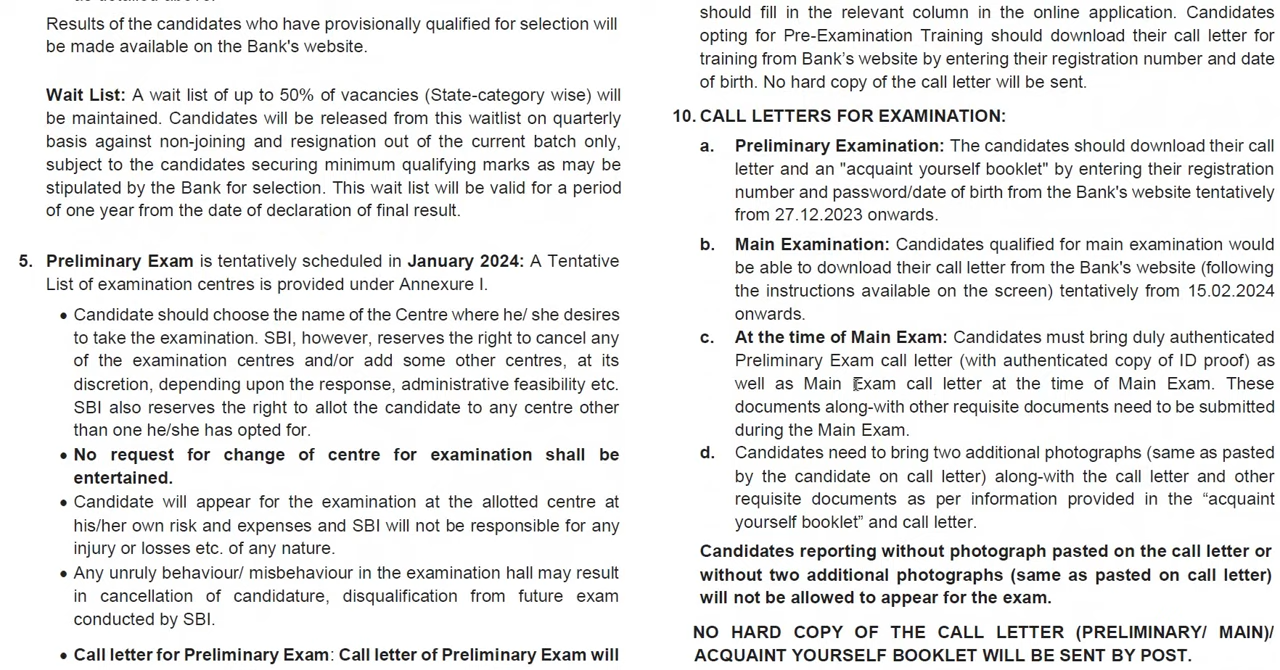 as detailed above.
Results of the candidates who have provisionally qualified for selection will
be made available on the Bank's website.
Wait List: A wait list of up to 50% of vacancies (State-category wise) will
be maintained. Candidates will be released from this waitlist on quarterly
basis against non-joining and resignation out of the current batch only,
subject to the candidates securing minimum qualifying marks as may be
stipulated by the Bank for selection. This wait list will be valid for a period
of one year from the date of declaration of final result.
5. Preliminary Exam is tentatively scheduled in January 2024: A Tentative
List of examination centres is provided under Annexure I.
• Candidate should choose the name of the Centre where he/ she desires
to take the examination. SBI, however, reserves the right to cancel any
of the examination centres and/or add some other centres, at its
discretion, depending upon the response, administrative feasibility etc.
SBI also reserves the right to allot the candidate to any centre other
than one he/she has opted for.
• No request for change of centre for examination shall be
entertained.
• Candidate will appear for the examination at the allotted centre at
his/her own risk and expenses and SBI will not be responsible for any
injury or losses etc. of any nature.
• Any unruly behaviour/ misbehaviour in the examination hall may result
in cancellation of candidature, disqualification from future exam
conducted by SBI.
• Call letter for Preliminary Exam: Call letter of Preliminary Exam will
should fill in the relevant column in the online application. Candidates
opting for Pre-Examination Training should download their call letter for
training from Bank’s website by entering their registration number and date
of birth. No hard copy of the call letter will be sent.
10. CALL LETTERS FOR EXAMINATION:
a. Preliminary Examination: The candidates should download their call
letter and an "acquaint yourself booklet" by entering their registration
number and password/date of birth from the Bank's website tentatively
from 27.12.2023 onwards.
b. Main Examination: Candidates qualified for main examination would
be able to download their call letter from the Bank's website (following
the instructions available on the screen) tentatively from 15.02.2024
onwards.
c. At the time of Main Exam: Candidates must bring duly authenticated
Preliminary Exam call letter (with authenticated copy of ID proof) as
well as Main Exam call letter at the time of Main Exam. These
documents along-with other requisite documents need to be submitted
during the Main Exam.
d. Candidates need to bring two additional photographs (same as pasted
by the candidate on call letter) along-with the call letter and other
requisite documents as per information provided in the “acquaint
yourself booklet” and call letter.
Candidates reporting without photograph pasted on the call letter or
without two additional photographs (same as pasted on call letter)
will not be allowed to appear for the exam.
NO HARD COPY OF THE CALL LETTER (PRELIMINARY/ MAIN)/
ACQUAINT YOURSELF BOOKLET WILL BE SENT BY POST.